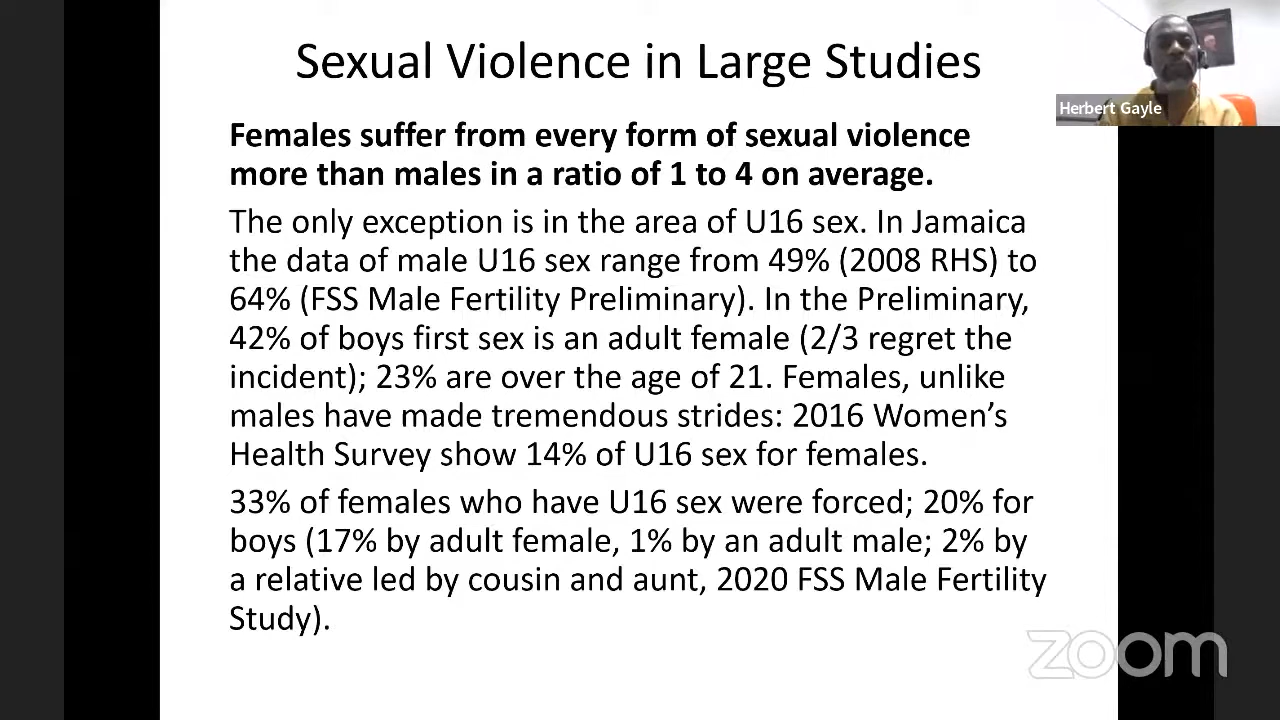 Sexual Violence in Large Studies
Herbert Gayle
Females suffer from every form of sexual violence
more than males in a ratio of 1 to 4 on average.
The only exception is in the area of U16 sex. In Jamaica
the data of male U16 sex range from 49% (2008 RHS) to
64% (FSS Male Fertility Preliminary). In the Preliminary,
42% of boys first sex is an adult female (2/3 regret the
incident); 23% are over the age of 21. Females, unlike
males have made tremendous strides: 2016 Women’s
Health Survey show 14% of U16 sex for females.
33% of females who have U16 sex were forced; 20% for
boys (17% by adult female, 1% by an adult male; 2% by
a relative led by cousin and aunt, 2020 FSS Male Fertility
Study).
zoom